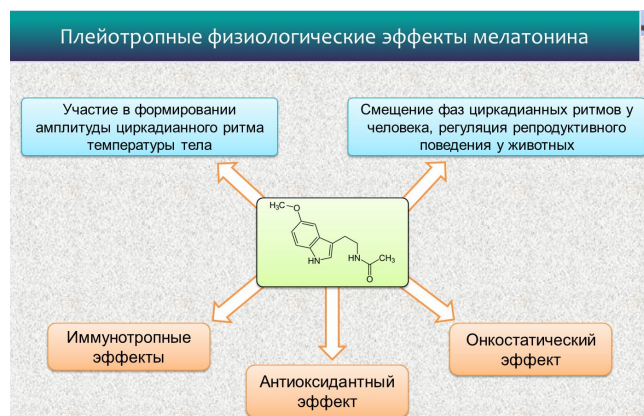 Плейотропные физиологические эффекты мелатонина
Участие в формировании
амплитуды циркадианного ритма
температуры тела
Смещение фаз циркадианных ритмов у
человека, регуляция репродуктивного
поведения у животных
H₃C
O
HN
HN
CH₃
O
Иммунотропные
эффекты
Антиоксидантный
эффект
Онкостатический
эффект